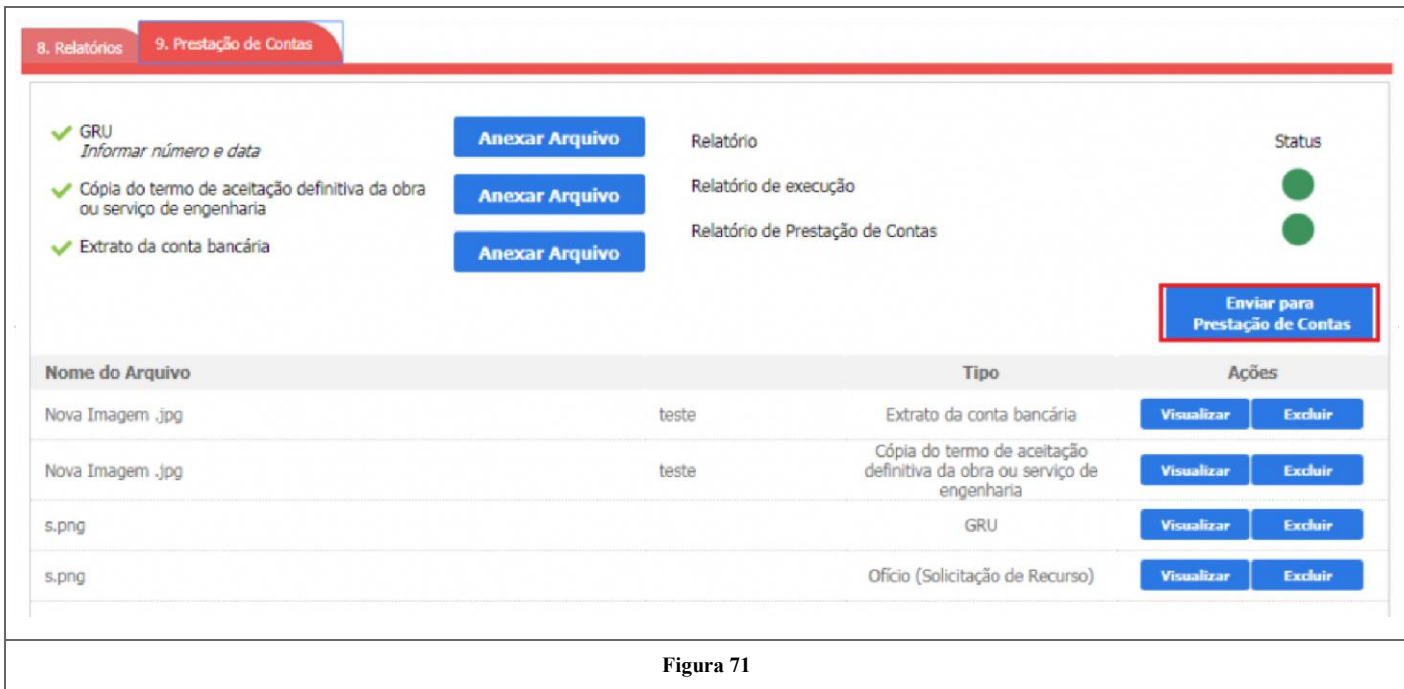 8. Relatórios
9. Prestação de Contas
GRU
Informar número e data
Anexar Arquivo
Cópia do termo de aceitação definitiva da obra
ou serviço de engenharia
Anexar Arquivo
Extrato da conta bancária
Anexar Arquivo
Relatório Status
Relatório de execução
Relatório de Prestação de Contas
Enviar para
Prestação de Contas
Nome do Arquivo Tipo Ações
Nova Imagem .jpg teste Extrato da conta bancária Visualizar Excluir
Nova Imagem .jpg teste Cópia do termo de aceitação
definitiva da obra ou serviço de
engenharia Visualizar Excluir
s.png GRU Visualizar Excluir
s.png Ofício (Solicitação de Recurso) Visualizar Excluir
Figura 71